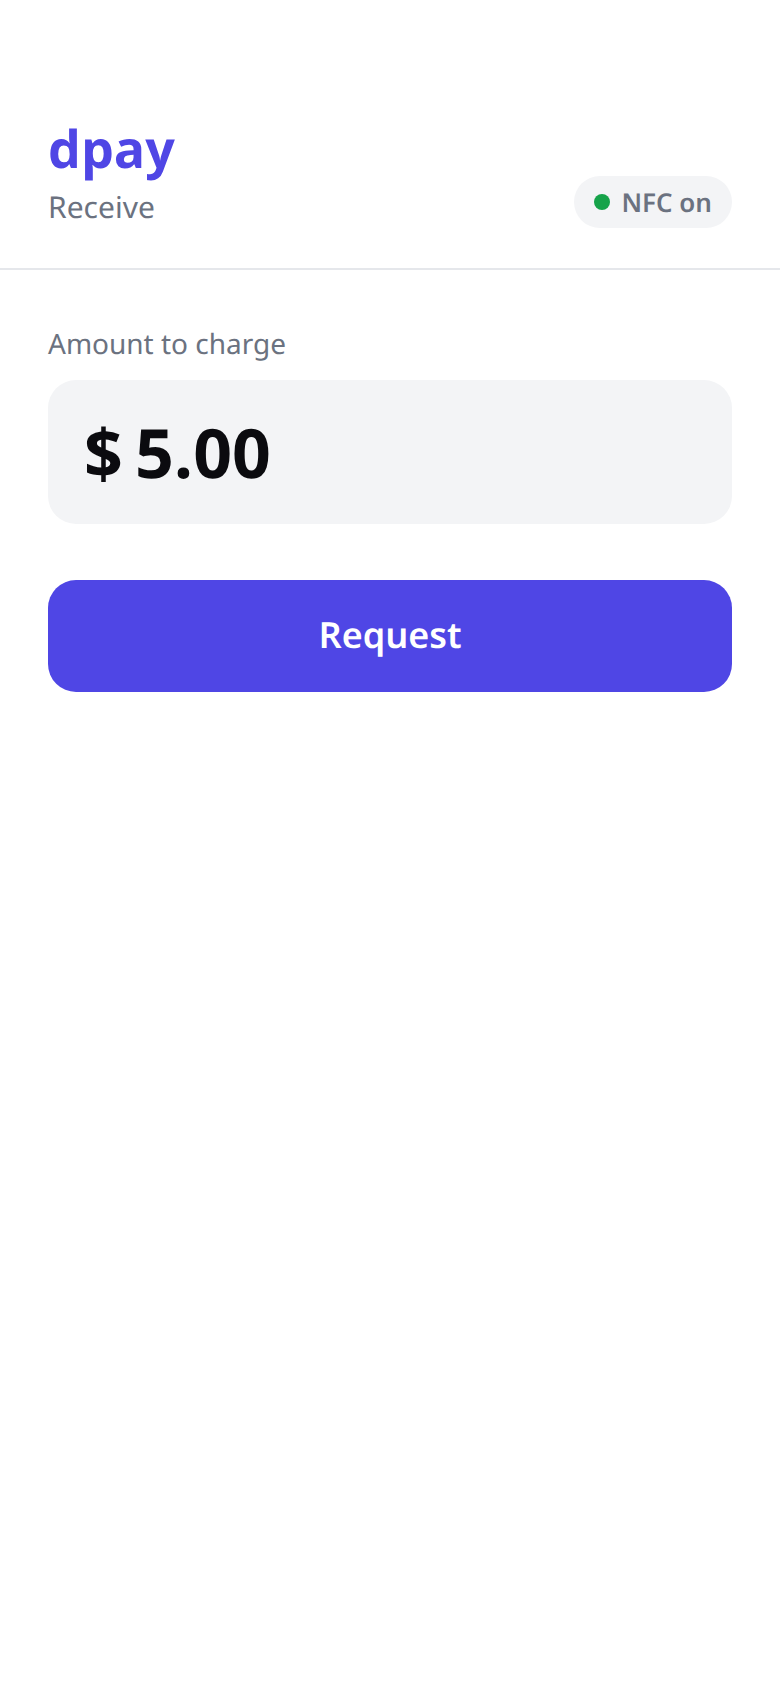 dpay
Receive
NFC on
Amount to charge
$ 5.00
Request